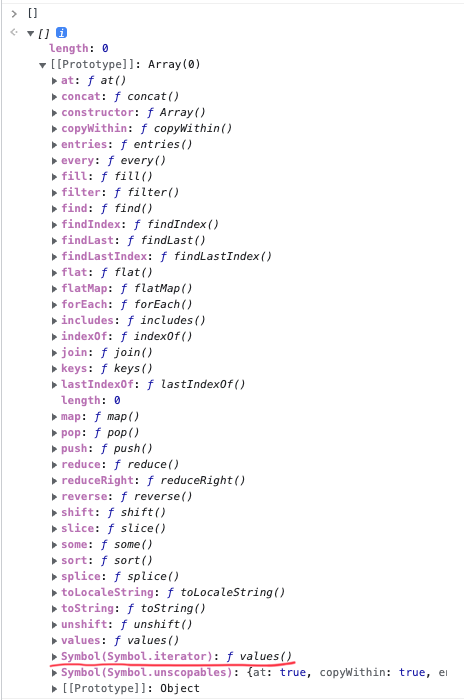 > []
<· ▼ [] i
length: 0
▼ [[Prototype]]: Array(0)
▶ at: ƒ at()
▶ concat: ƒ concat()
▶ constructor: ƒ Array()
▶ copyWithin: ƒ copyWithin()
▶ entries: ƒ entries()
▶ every: ƒ every()
▶ fill: ƒ fill()
▶ filter: ƒ filter()
▶ find: ƒ find()
▶ findIndex: ƒ findIndex()
▶ findLast: ƒ findLast()
▶ findLastIndex: ƒ findLastIndex()
▶ flat: ƒ flat()
▶ flatMap: ƒ flatMap()
▶ forEach: ƒ forEach()
▶ includes: ƒ includes()
▶ indexOf: ƒ indexOf()
▶ join: ƒ join()
▶ keys: ƒ keys()
▶ lastIndexOf: ƒ lastIndexOf()
length: 0
▶ map: ƒ map()
▶ pop: ƒ pop()
▶ push: ƒ push()
▶ reduce: ƒ reduce()
▶ reduceRight: ƒ reduceRight()
▶ reverse: ƒ reverse()
▶ shift: ƒ shift()
▶ slice: ƒ slice()
▶ some: ƒ some()
▶ sort: ƒ sort()
▶ splice: ƒ splice()
▶ toLocaleString: ƒ toLocaleString()
▶ toString: ƒ toString()
▶ unshift: ƒ unshift()
▶ values: ƒ values()
▶ Symbol(Symbol.iterator): ƒ values()
▶ Symbol(Symbol.unscopables): {at: true, copyWithin: true, e
▶ [[Prototype]]: Object